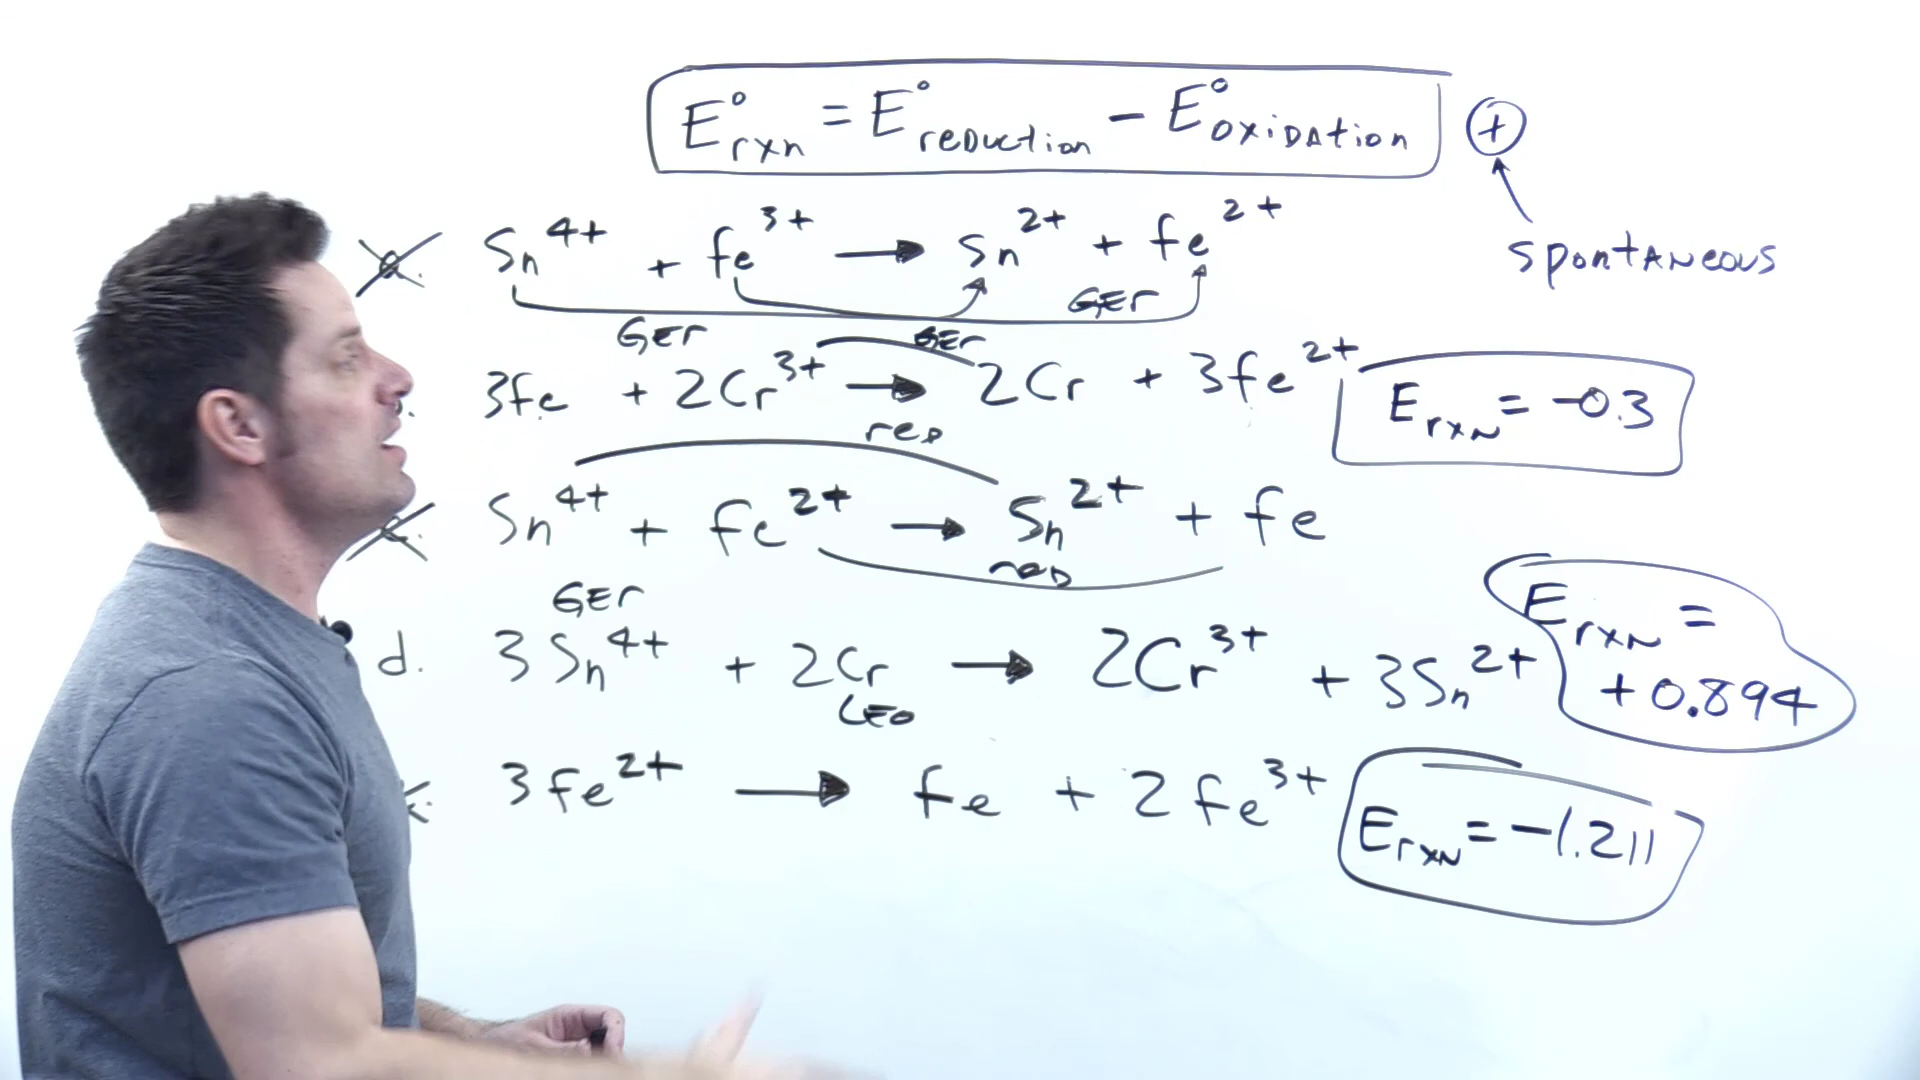 E°rxn = E°reduction - E°oxidation (+)
spontaneous
a. Sn⁴⁺ + fe³⁺ → Sn²⁺ + fe²⁺
GEr GEr GEr
3fe + 2Cr³⁺ → 2Cr + 3fe²⁺ Erxn = -0.3
red
c. Sn⁴⁺ + fe²⁺ → Sn²⁺ + fe
red
GEr
d. 3Sn⁴⁺ + 2Cr → 2Cr³⁺ + 3Sn²⁺ Erxn = +0.894
LEO
3fe²⁺ → fe + 2fe³⁺ Erxn = -1.211